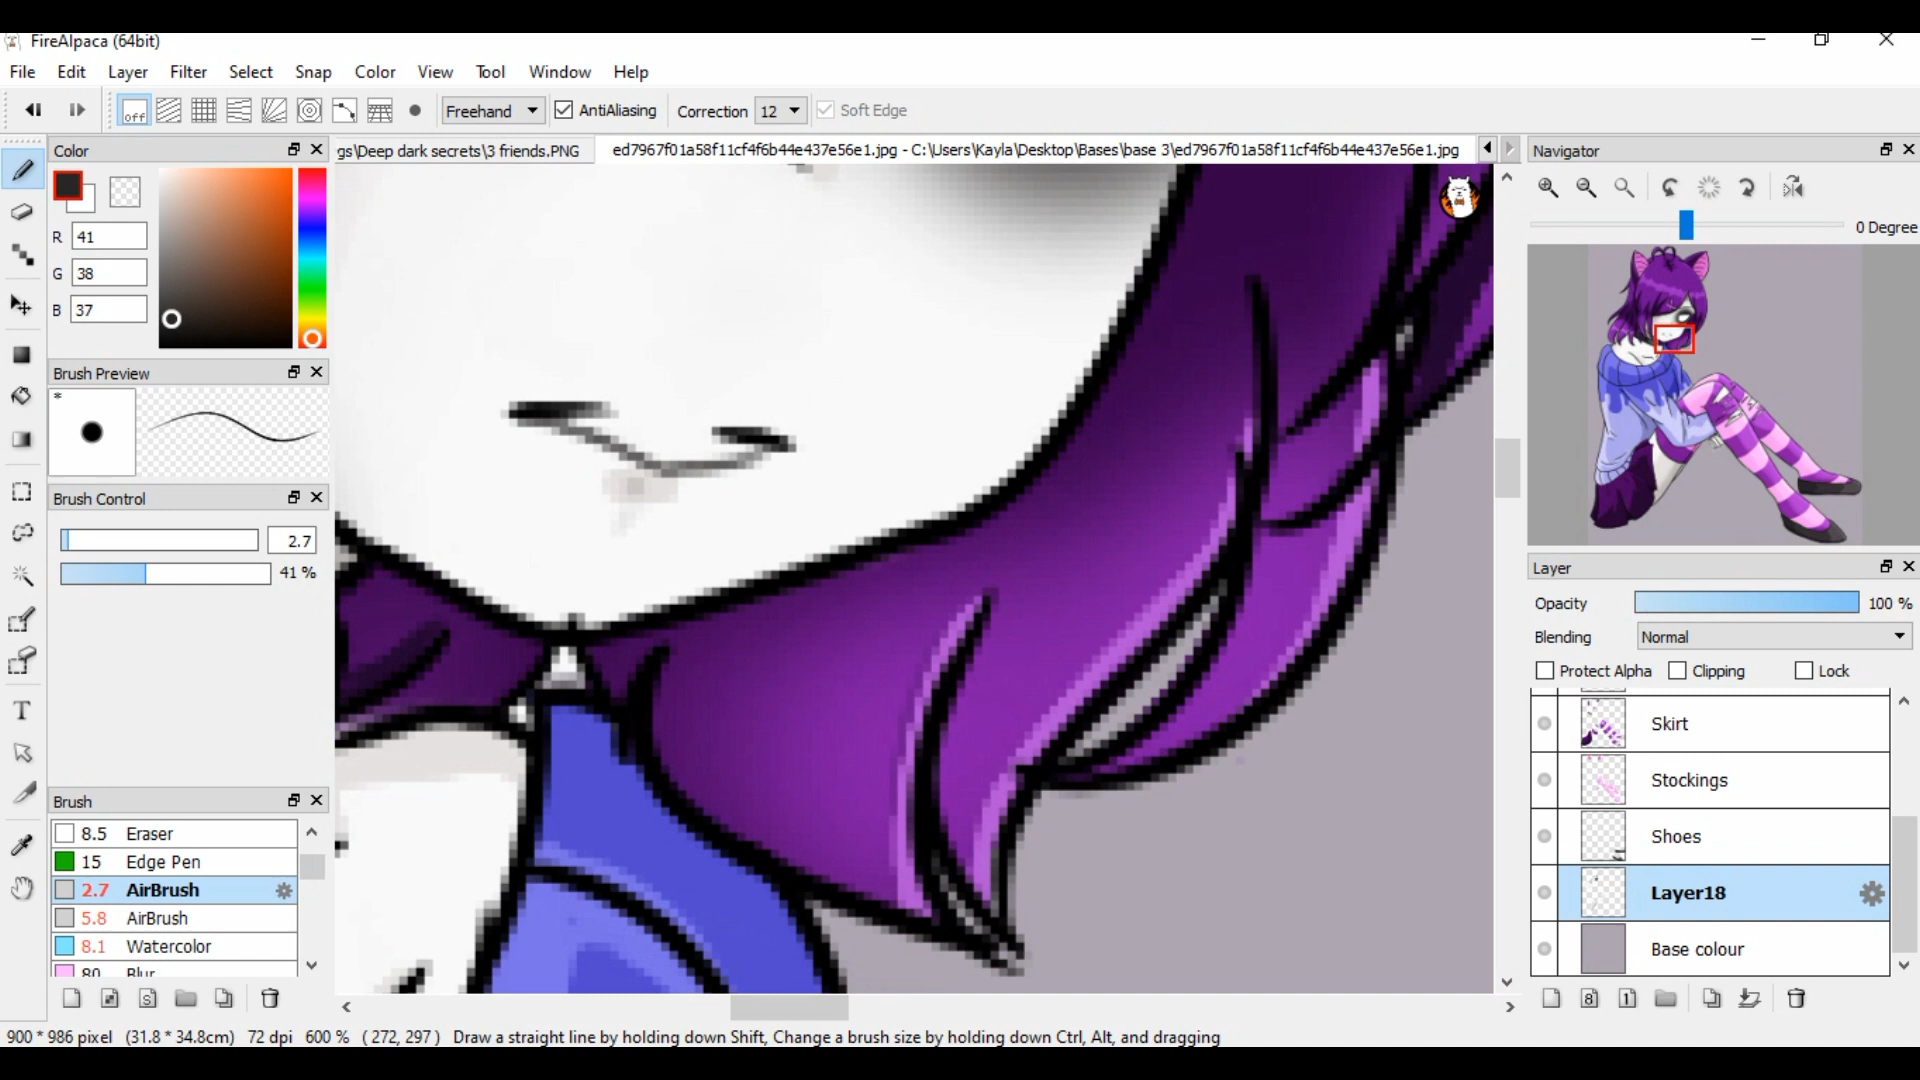 FireAlpaca (64bit)
File Edit Layer Filter Select Snap Color View Tool Window Help
off Freehand AntiAliasing Correction 12 Soft Edge
Color
gs\Deep dark secrets\3 friends.PNG
ed7967f01a58f11cf4f6b44e437e56e1.jpg - C:\Users\Kayla\Desktop\Bases\base 3\ed7967f01a58f11cf4f6b44e437e56e1.jpg
Navigator
R 41
G 38
B 37
0 Degree
Brush Preview
*
Brush Control
2.7
41 %
Layer
Opacity 100 %
Blending Normal
Protect Alpha Clipping Lock
Skirt
Stockings
Shoes
Layer18
Base colour
Brush
8.5 Eraser
15 Edge Pen
2.7 AirBrush
5.8 AirBrush
8.1 Watercolor
80 Blur
900 * 986 pixel (31.8 * 34.8cm) 72 dpi 600 % ( 272, 297 ) Draw a straight line by holding down Shift, Change a brush size by holding down Ctrl, Alt, and dragging